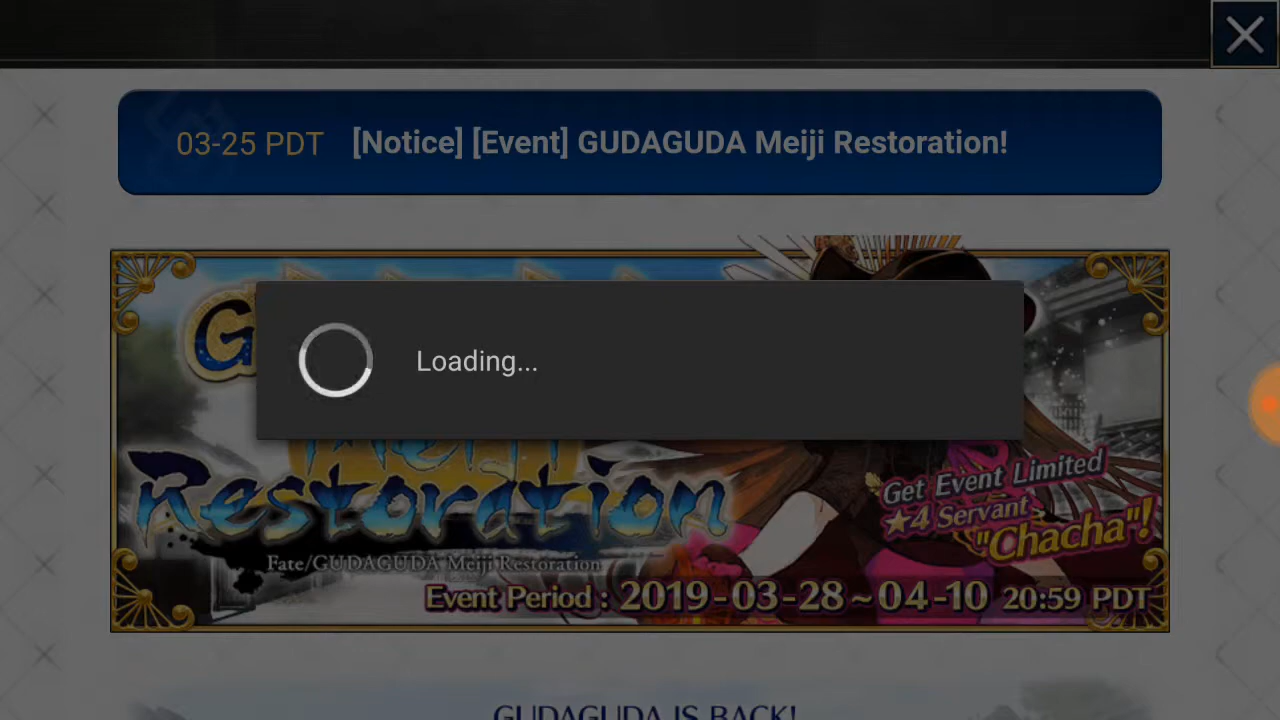 03-25 PDT [Notice] [Event] GUDAGUDA Meiji Restoration!
G
Loading...
Meiji
Restoration
Fate/GUDAGUDA Meiji Restoration
Get Event Limited
★4 Servant
"Chacha"!
Event Period : 2019-03-28~04-10 20:59 PDT
GUDAGUDA IS BACK!